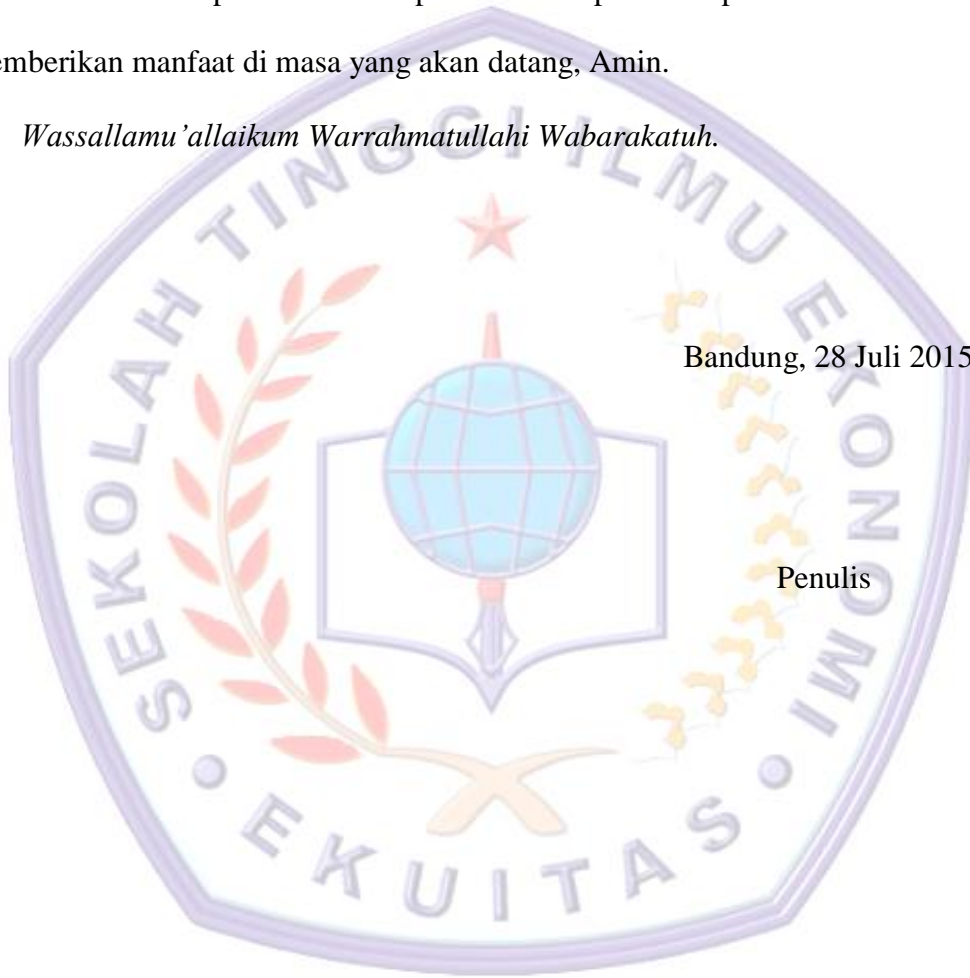 emberikan manfaat di masa yang akan datang, Amin.
Wassallamu'allaikum Warrahmatullahi Wabarakatuh.
Bandung, 28 Juli 2015
Penulis
SEKOLAH TINGGI ILMU EKONOMI
EKUITAS